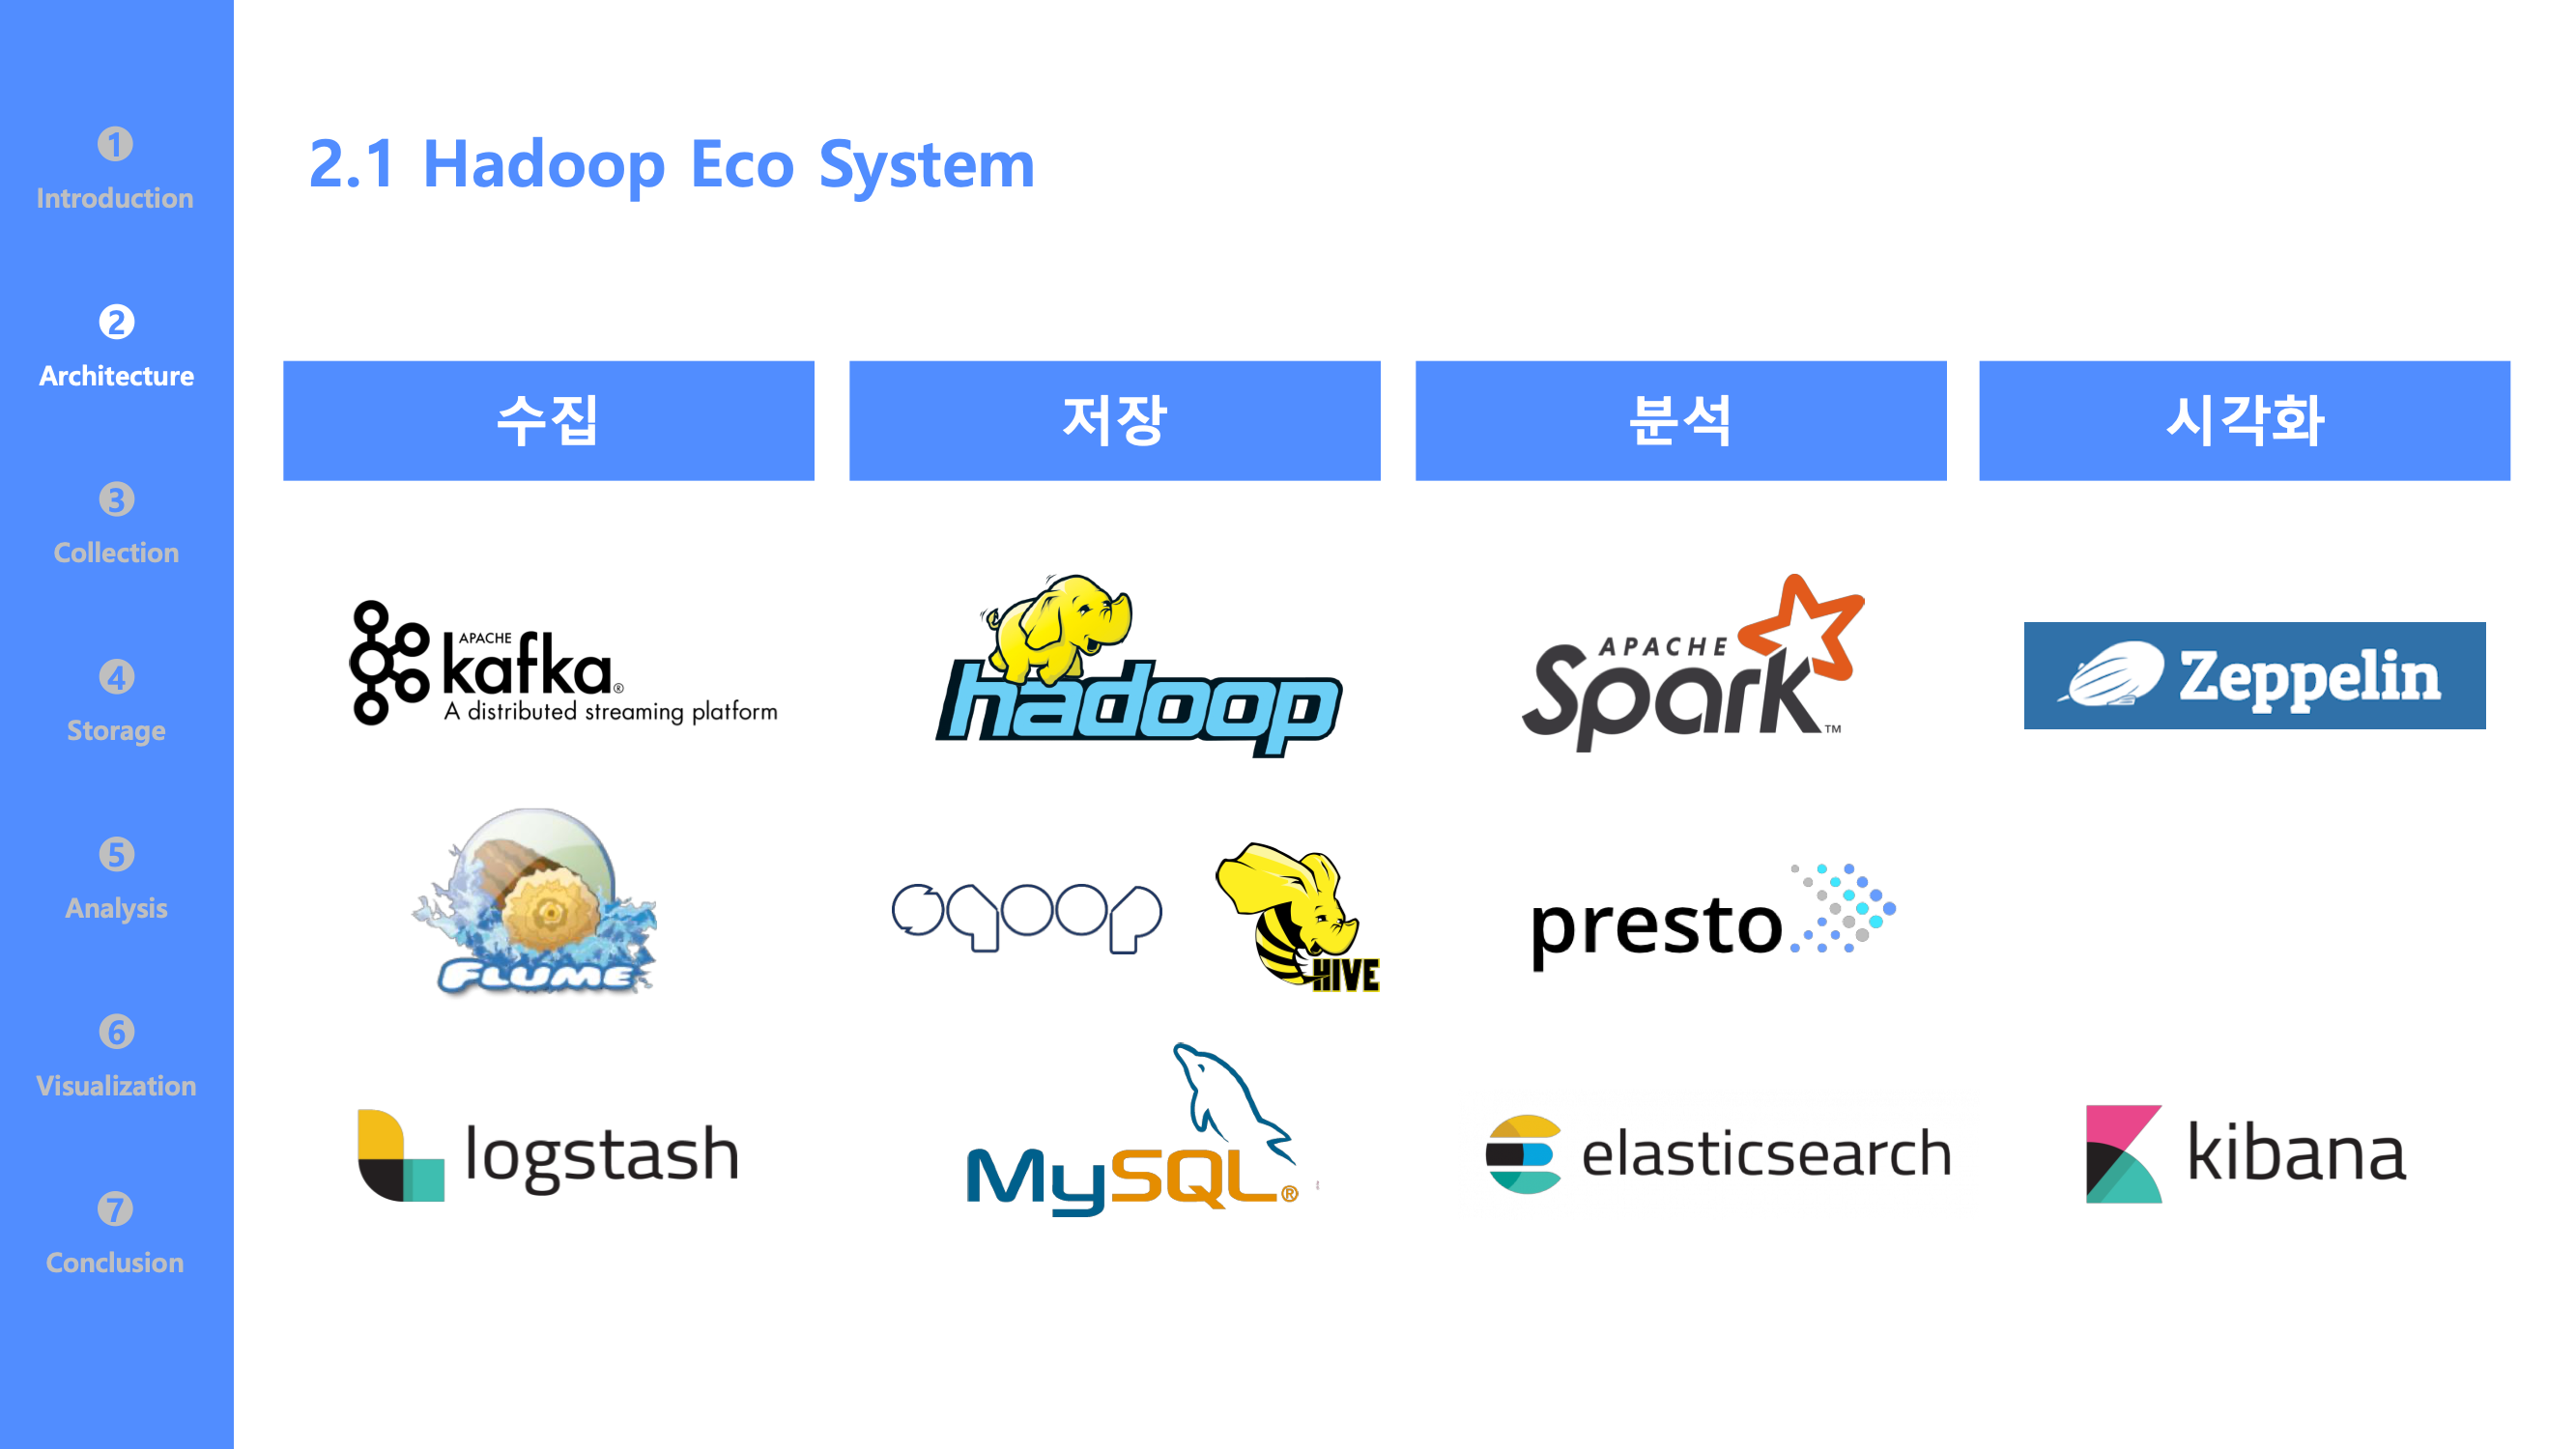 1
Introduction
2
Architecture
3
Collection
4
Storage
5
Analysis
6
Visualization
7
Conclusion
2.1 Hadoop Eco System
수집
저장
분석
시각화
APACHE
kafka®
A distributed streaming platform
hadoop
APACHE
Spark™
Zeppelin
FLUME
sqoop
HIVE
presto
logstash
MySQL®
elasticsearch
kibana